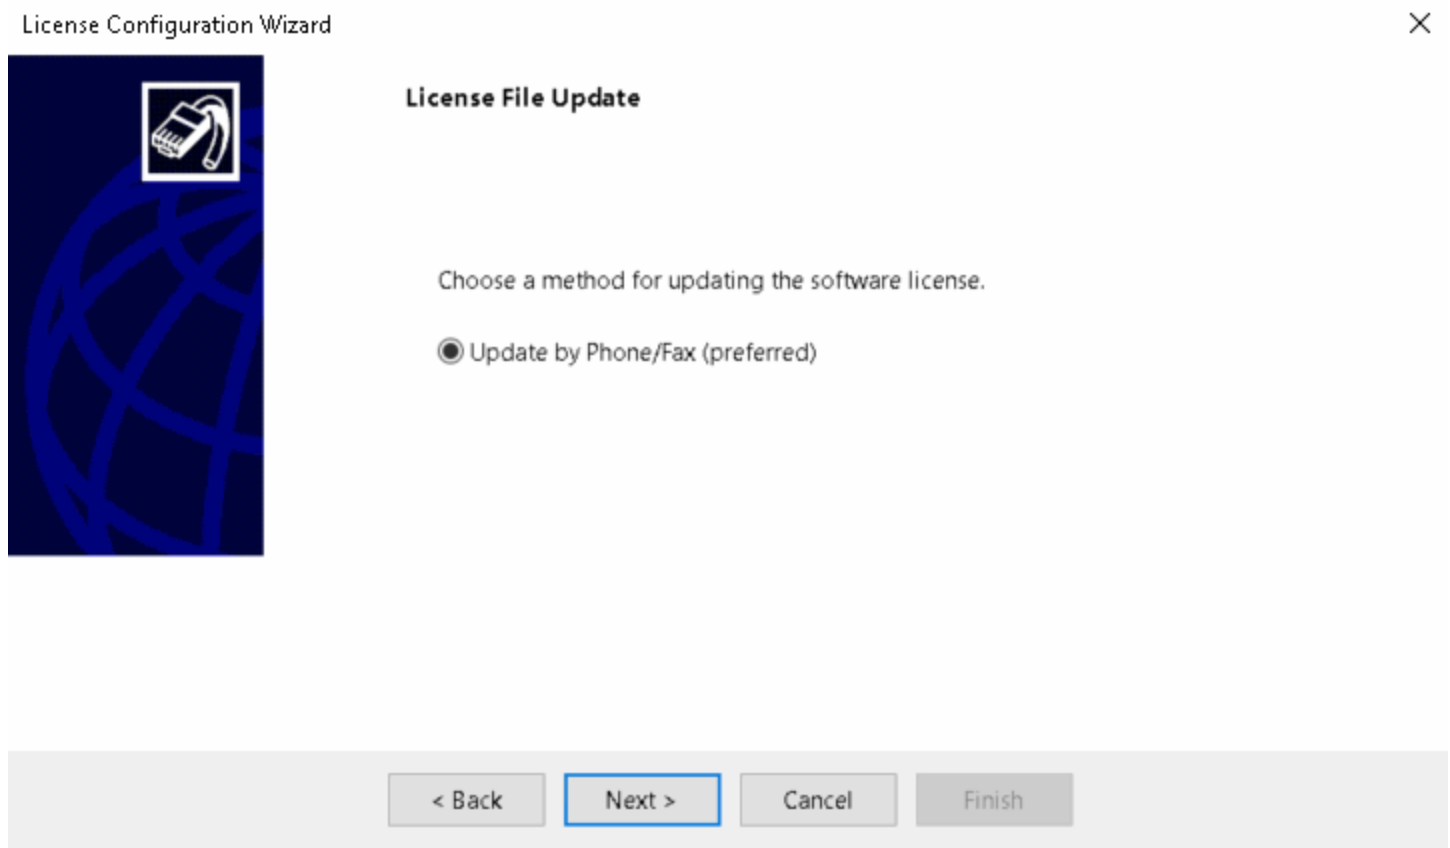 License Configuration Wizard
License File Update
Choose a method for updating the software license.
Update by Phone/Fax (preferred)
< Back
Next >
Cancel
Finish